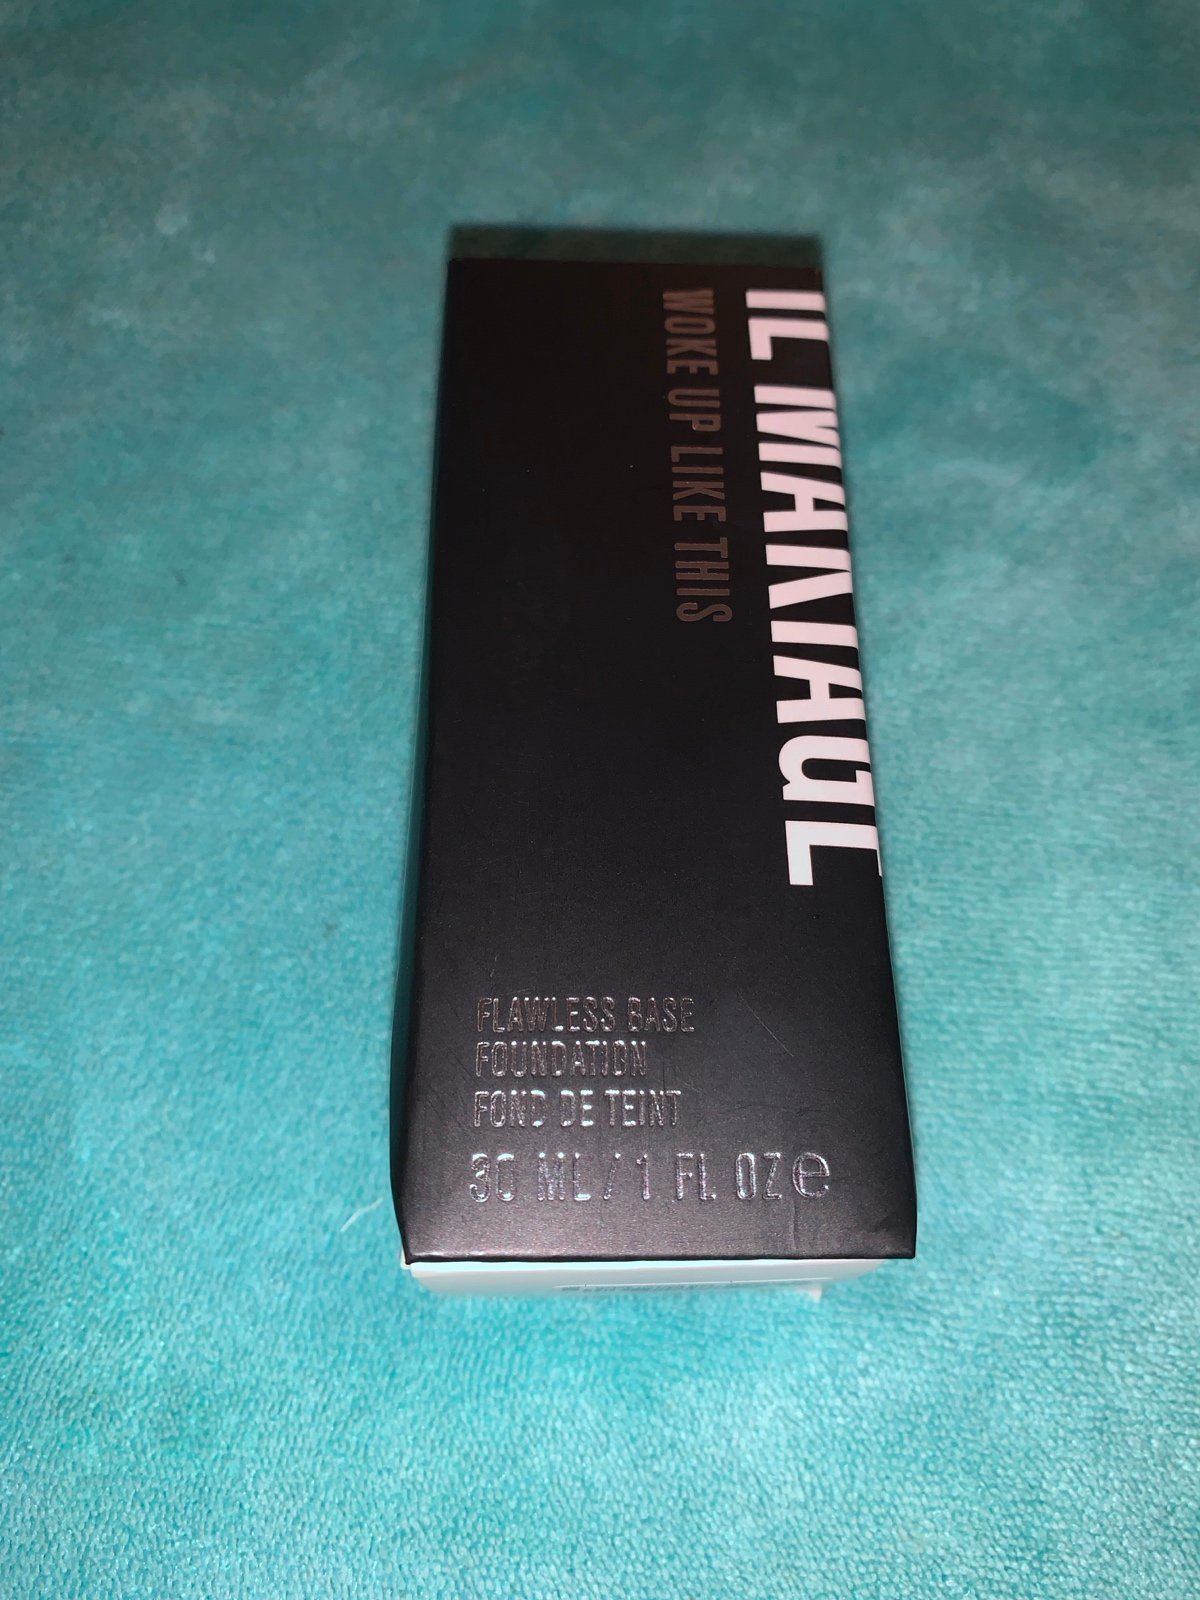 IL MAKIAGE
WOKE UP LIKE THIS
FLAWLESS BASE
FOUNDATION
FOND DE TEINT
30 ML / 1 FL OZ e